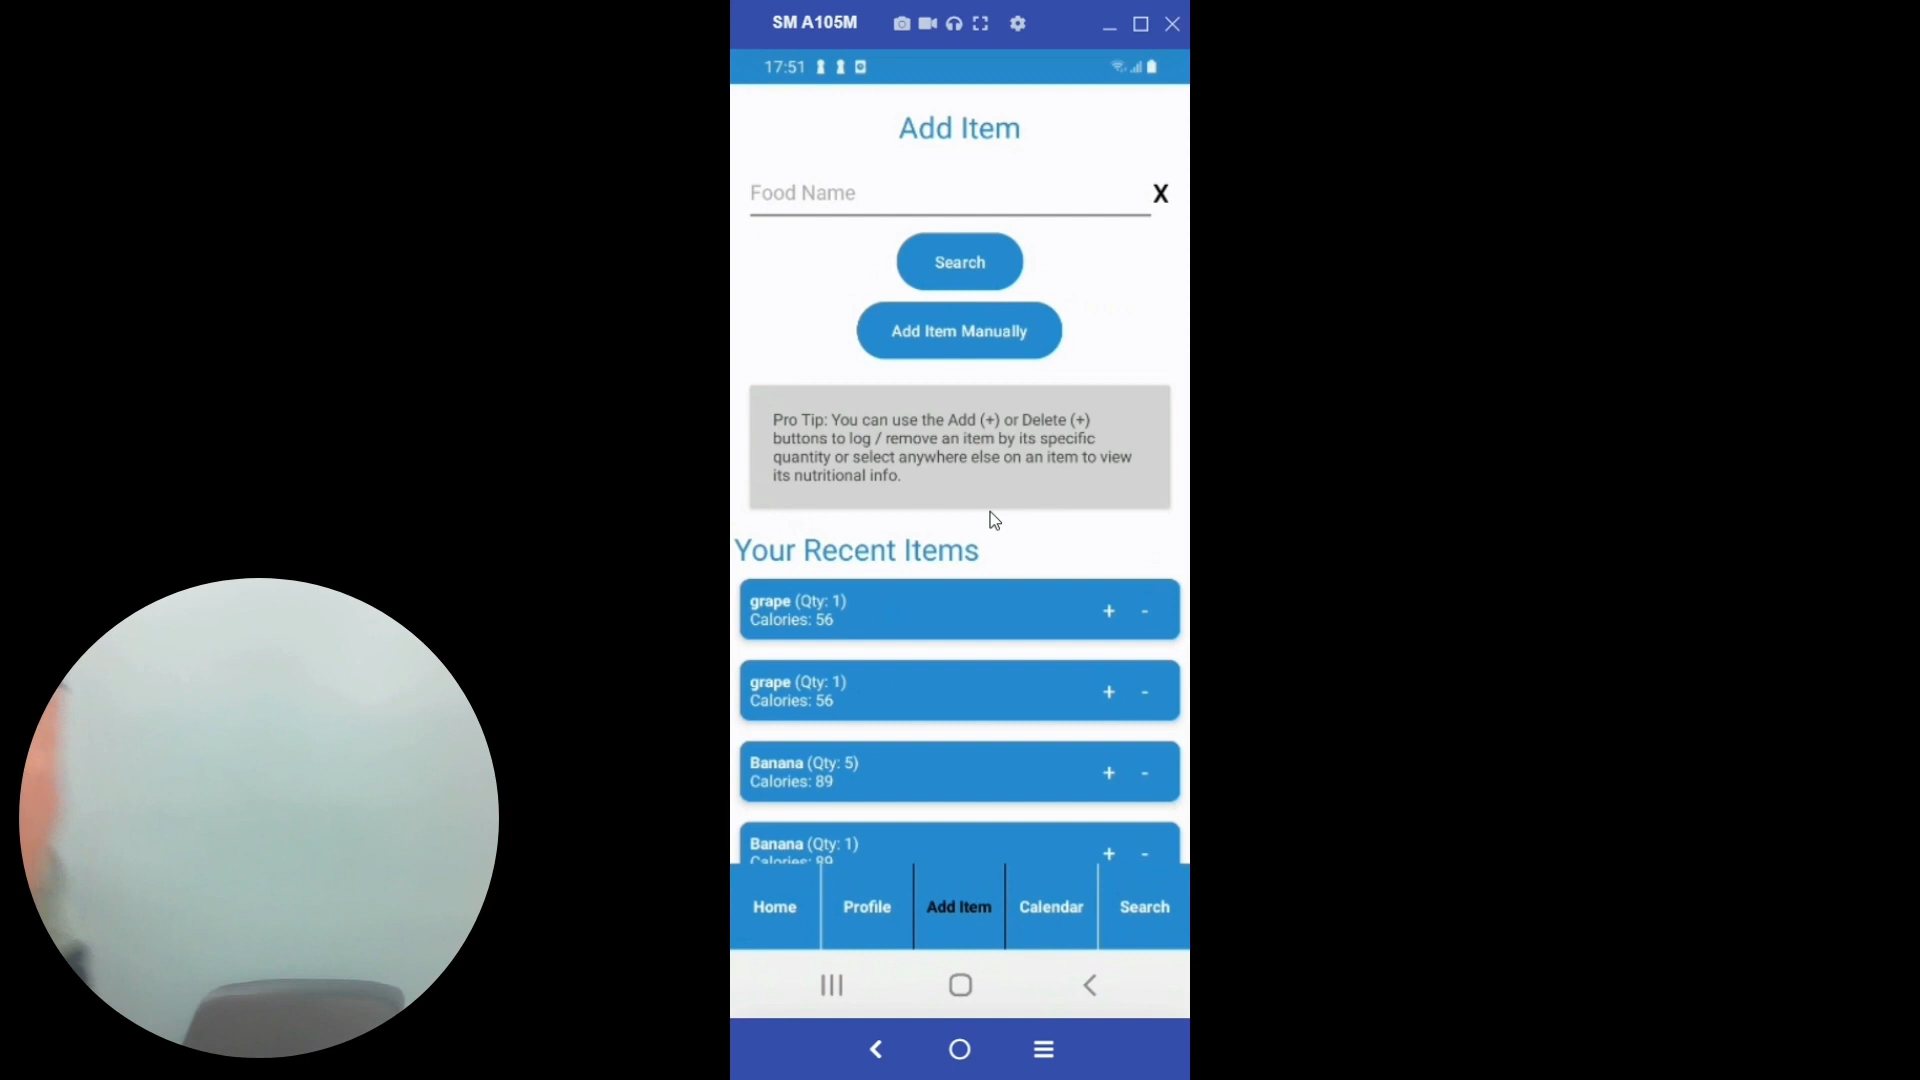 SM A105M
17:51
Add Item
Food Name
X
Search
Add Item Manually
Pro Tip: You can use the Add (+) or Delete (+)
buttons to log / remove an item by its specific
quantity or select anywhere else on an item to view
its nutritional info.
Your Recent Items
grape (Qty: 1)
Calories: 56
+ -
grape (Qty: 1)
Calories: 56
+ -
Banana (Qty: 5)
Calories: 89
+ -
Banana (Qty: 1)
Calories: 89
+ -
Home Profile Add Item Calendar Search